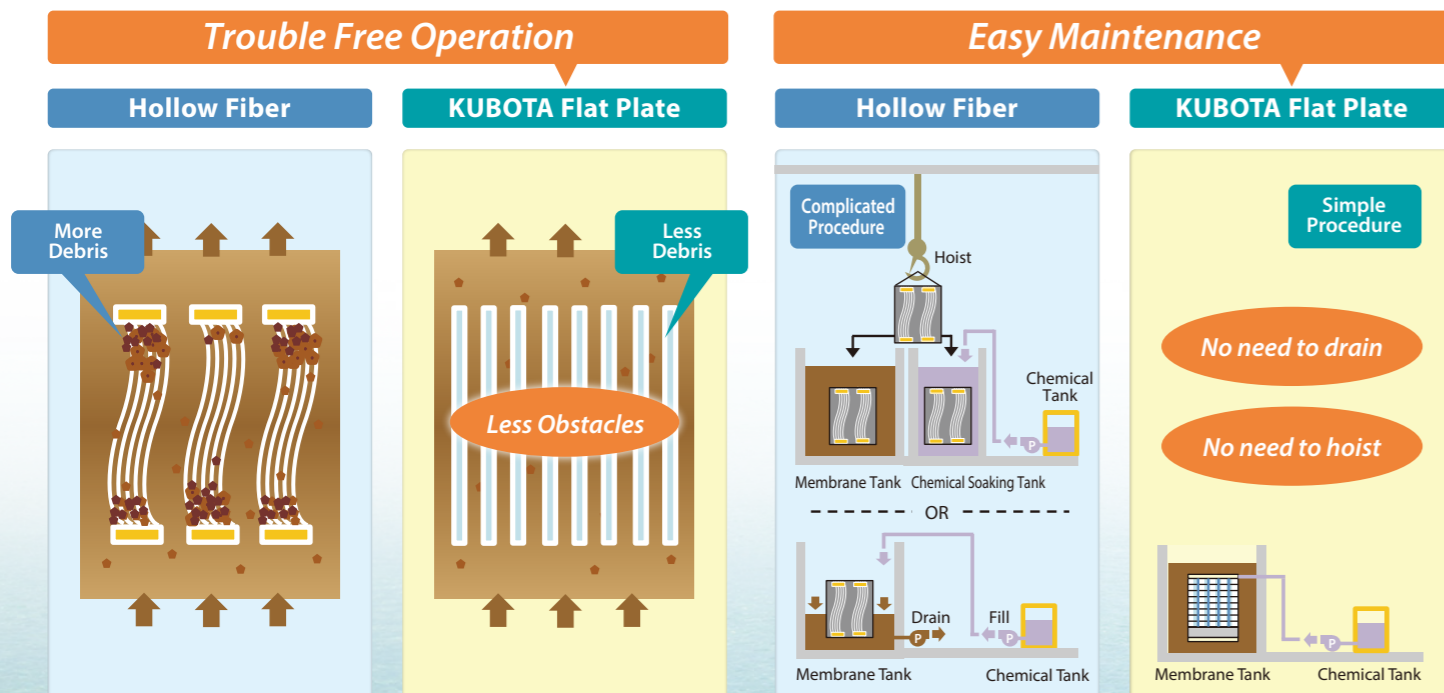 Trouble Free Operation
Hollow Fiber
KUBOTA Flat Plate
More
Debris
Less
Debris
Less Obstacles
Easy Maintenance
Hollow Fiber
KUBOTA Flat Plate
Complicated
Procedure
Hoist
Chemical
Tank
P
Membrane Tank
Chemical Soaking Tank
OR
Drain
Fill
P
P
Membrane Tank
Chemical Tank
Simple
Procedure
No need to drain
No need to hoist
P
Membrane Tank
Chemical Tank